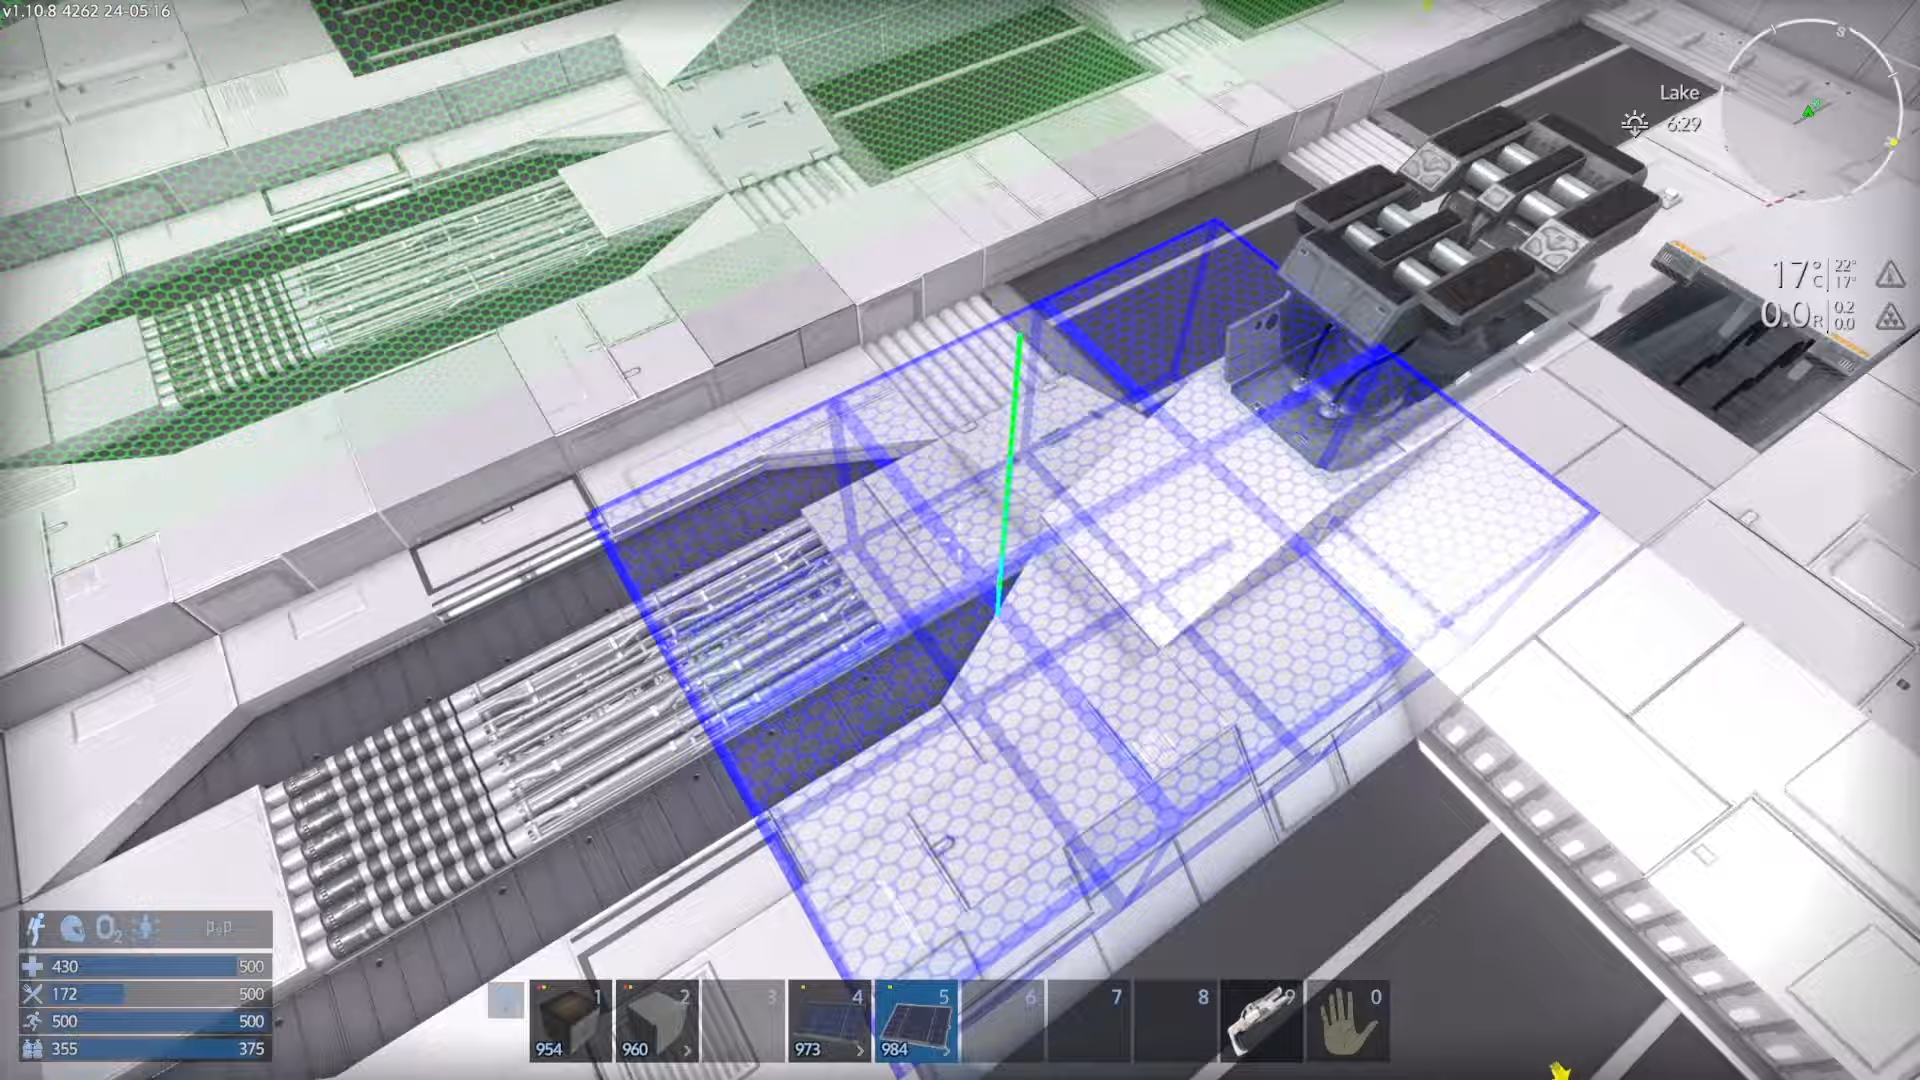 v1.10.8 4262 24-05-16
S
Lake
6:29
17°C 22° 17°
0.0R 0.2 0.0
O2
430 500
172 500
500 500
355 375
1 2 3 4 5 6 7 8 9 0
954 960 973 984